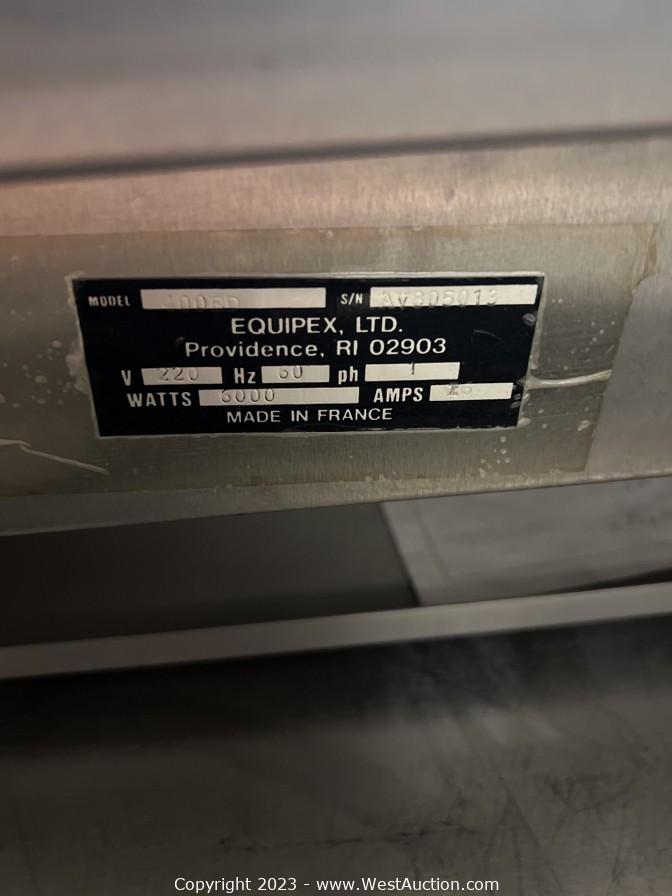 MODEL S/N AV805013
EQUIPEX, LTD.
Providence, RI 02903
V 220 Hz 60 ph 1
WATTS AMPS
MADE IN FRANCE
Copyright 2023 - www.WestAuction.com